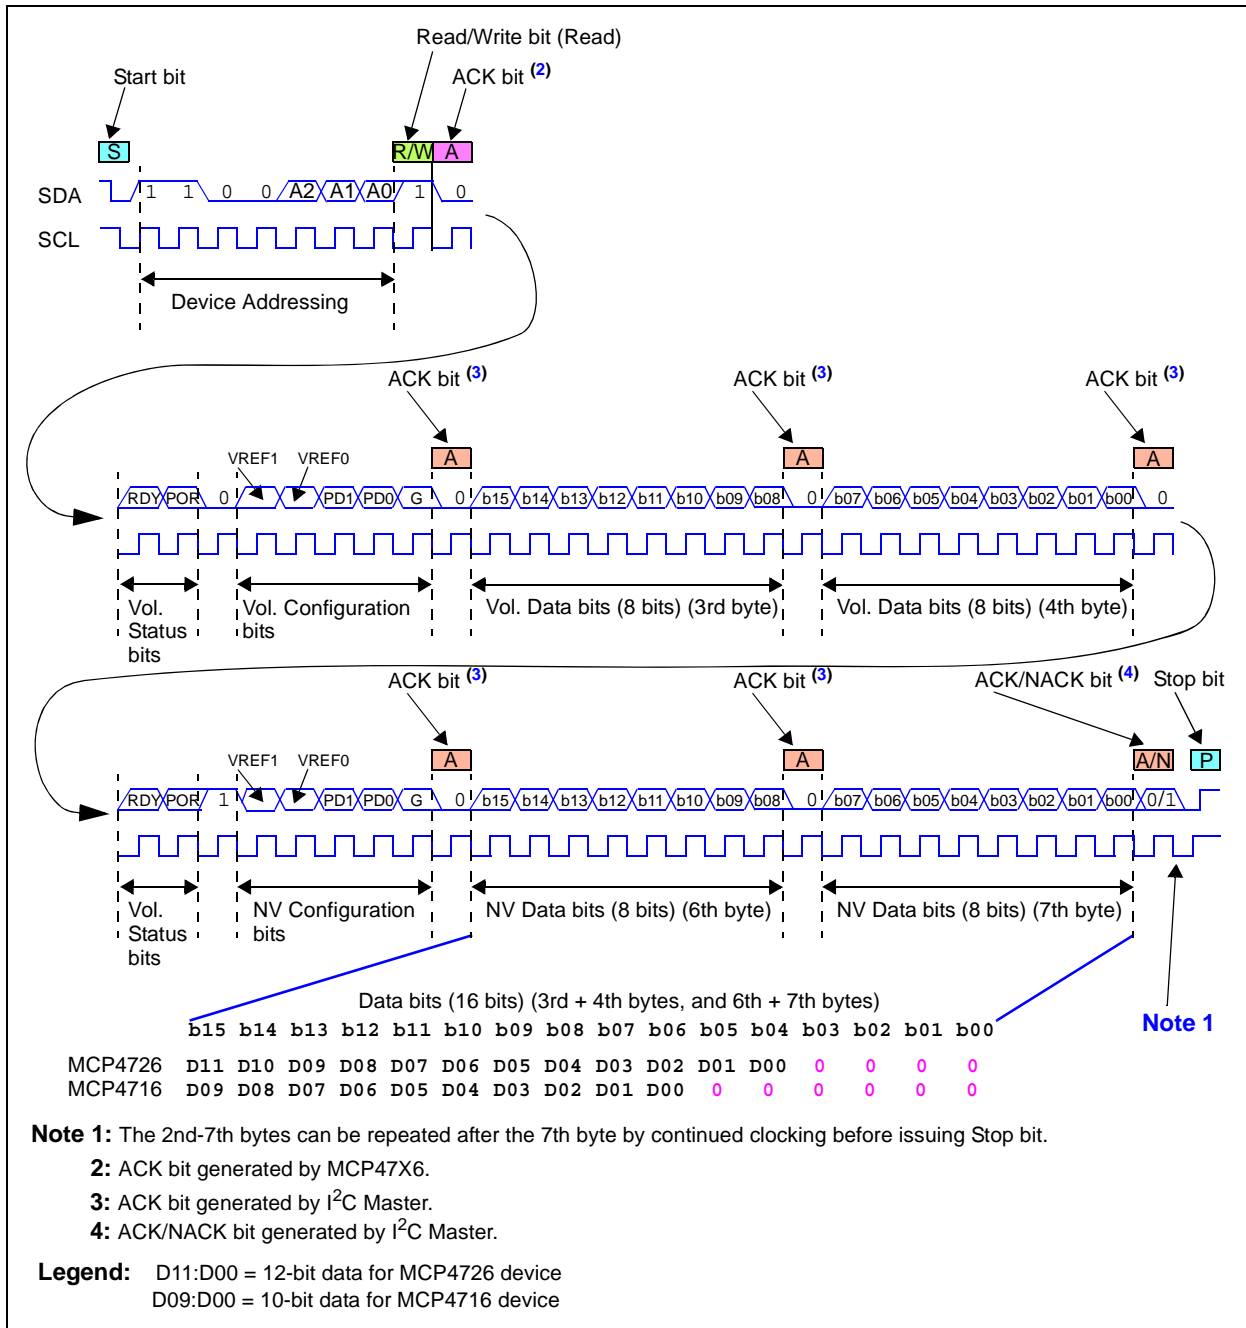 Read/Write bit (Read)
Start bit
ACK bit (2)
S
R/W
A
SDA
1 1 0 0 A2 A1 A0 1 0
SCL
Device Addressing
ACK bit (3)
ACK bit (3)
ACK bit (3)
A
A
A
VREF1
VREF0
RDY POR 0 PD1 PD0 G 0 b15 b14 b13 b12 b11 b10 b09 b08 0 b07 b06 b05 b04 b03 b02 b01 b00 0
Vol. Status bits
Vol. Configuration bits
Vol. Data bits (8 bits) (3rd byte)
Vol. Data bits (8 bits) (4th byte)
ACK bit (3)
ACK bit (3)
ACK/NACK bit (4)
Stop bit
A
A
A/N
P
VREF1
VREF0
RDY POR 1 PD1 PD0 G 0 b15 b14 b13 b12 b11 b10 b09 b08 0 b07 b06 b05 b04 b03 b02 b01 b00 0/1
Vol. Status bits
NV Configuration bits
NV Data bits (8 bits) (6th byte)
NV Data bits (8 bits) (7th byte)
Data bits (16 bits) (3rd + 4th bytes, and 6th + 7th bytes)
Note 1
b15 b14 b13 b12 b11 b10 b09 b08 b07 b06 b05 b04 b03 b02 b01 b00
MCP4726 D11 D10 D09 D08 D07 D06 D05 D04 D03 D02 D01 D00 0 0 0 0
MCP4716 D09 D08 D07 D06 D05 D04 D03 D02 D01 D00 0 0 0 0 0 0
Note 1: The 2nd-7th bytes can be repeated after the 7th byte by continued clocking before issuing Stop bit.
2: ACK bit generated by MCP47X6.
3: ACK bit generated by I²C Master.
4: ACK/NACK bit generated by I²C Master.
Legend: D11:D00 = 12-bit data for MCP4726 device
D09:D00 = 10-bit data for MCP4716 device